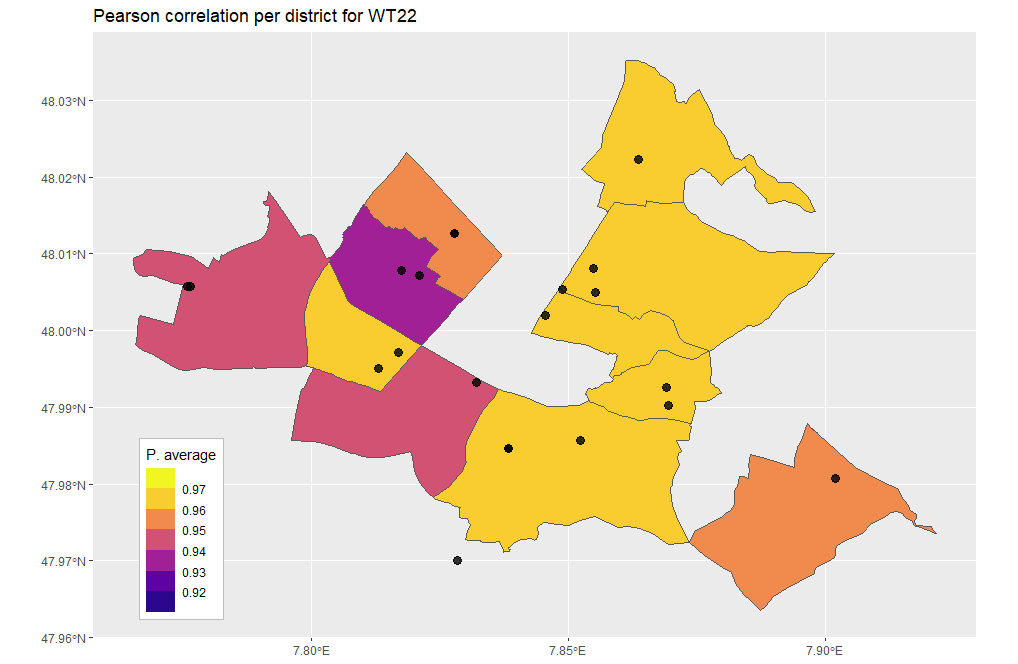 Pearson correlation per district for WT22
48.03°N
48.02°N
48.01°N
48.00°N
47.99°N
47.98°N
47.97°N
47.96°N
P. average
0.97
0.96
0.95
0.94
0.93
0.92
7.80°E
7.85°E
7.90°E